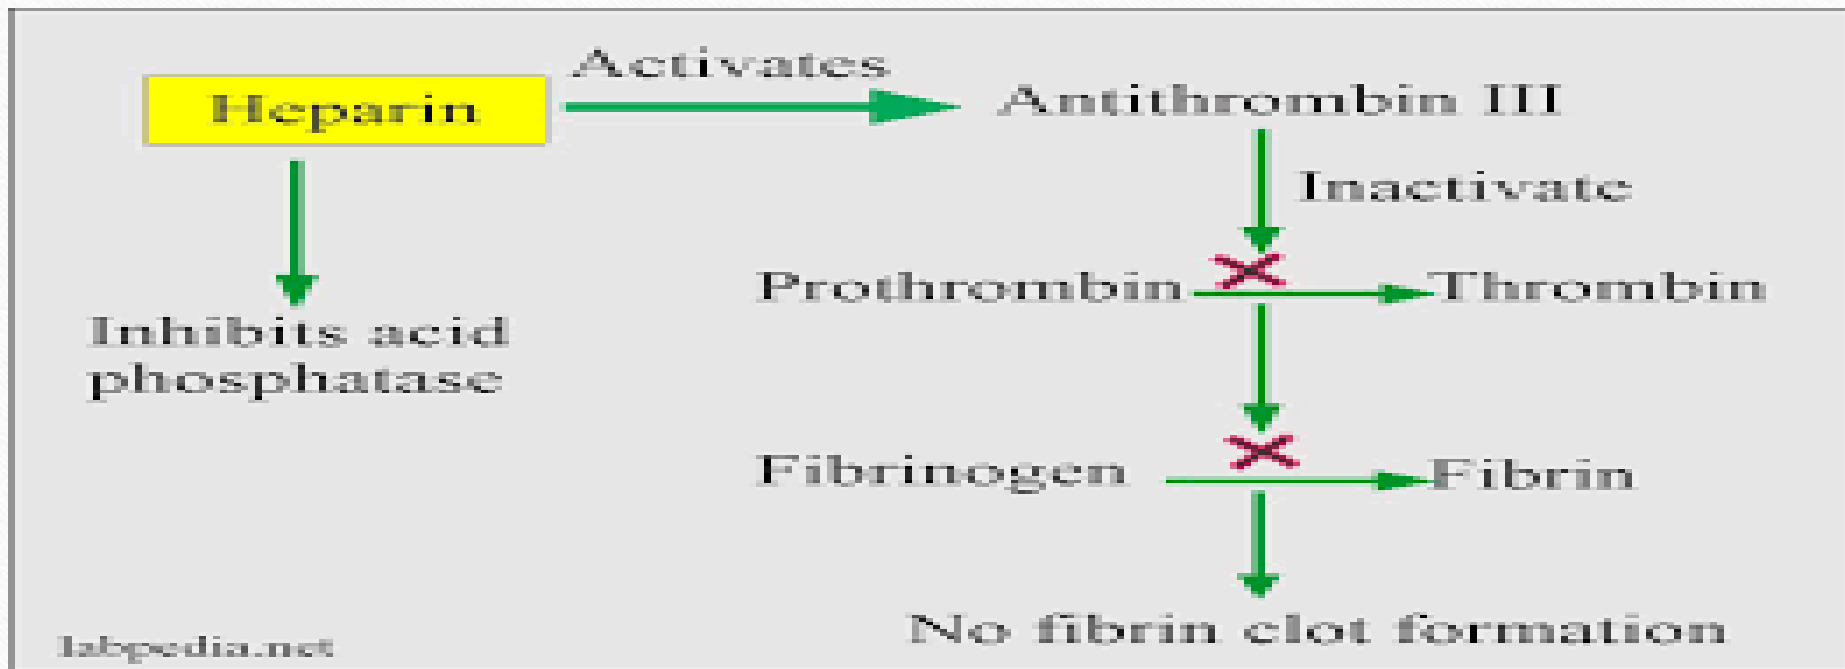 Activates
Heparin
Antithrombin III
Inactivate
Prothrombin
Thrombin
Inhibits acid
phosphatase
Fibrinogen
Fibrin
No fibrin clot formation
labpedia.net